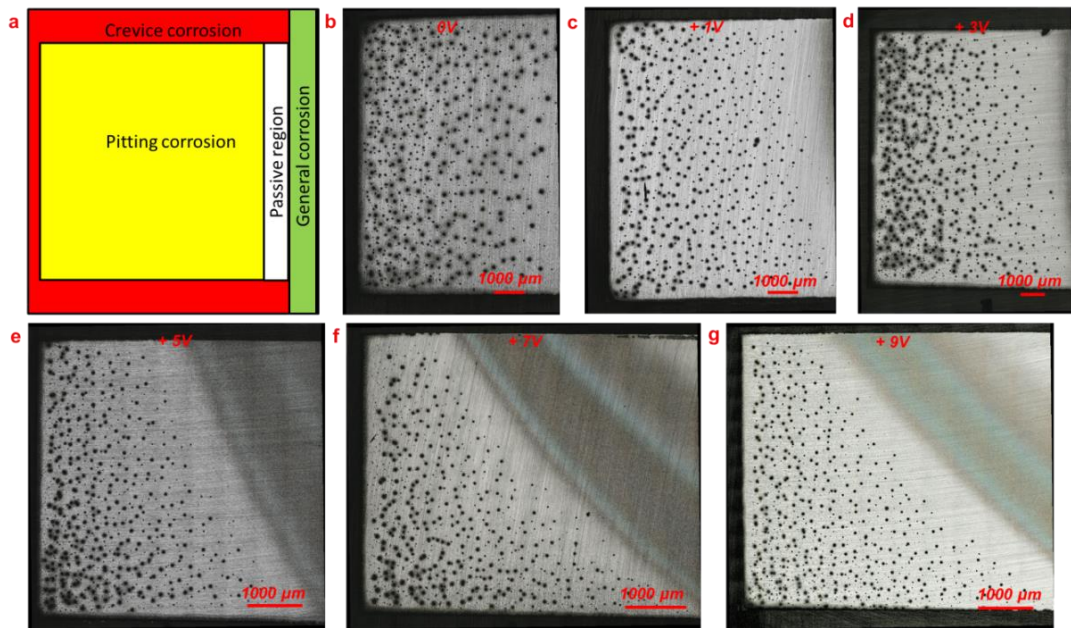 a
Crevice corrosion
Pitting corrosion
Passive region
General corrosion
b
0V
1000 µm
c
+ 1V
1000 µm
d
+ 3V
1000 µm
e
+ 5V
1000 µm
f
+ 7V
1000 µm
g
+ 9V
1000 µm